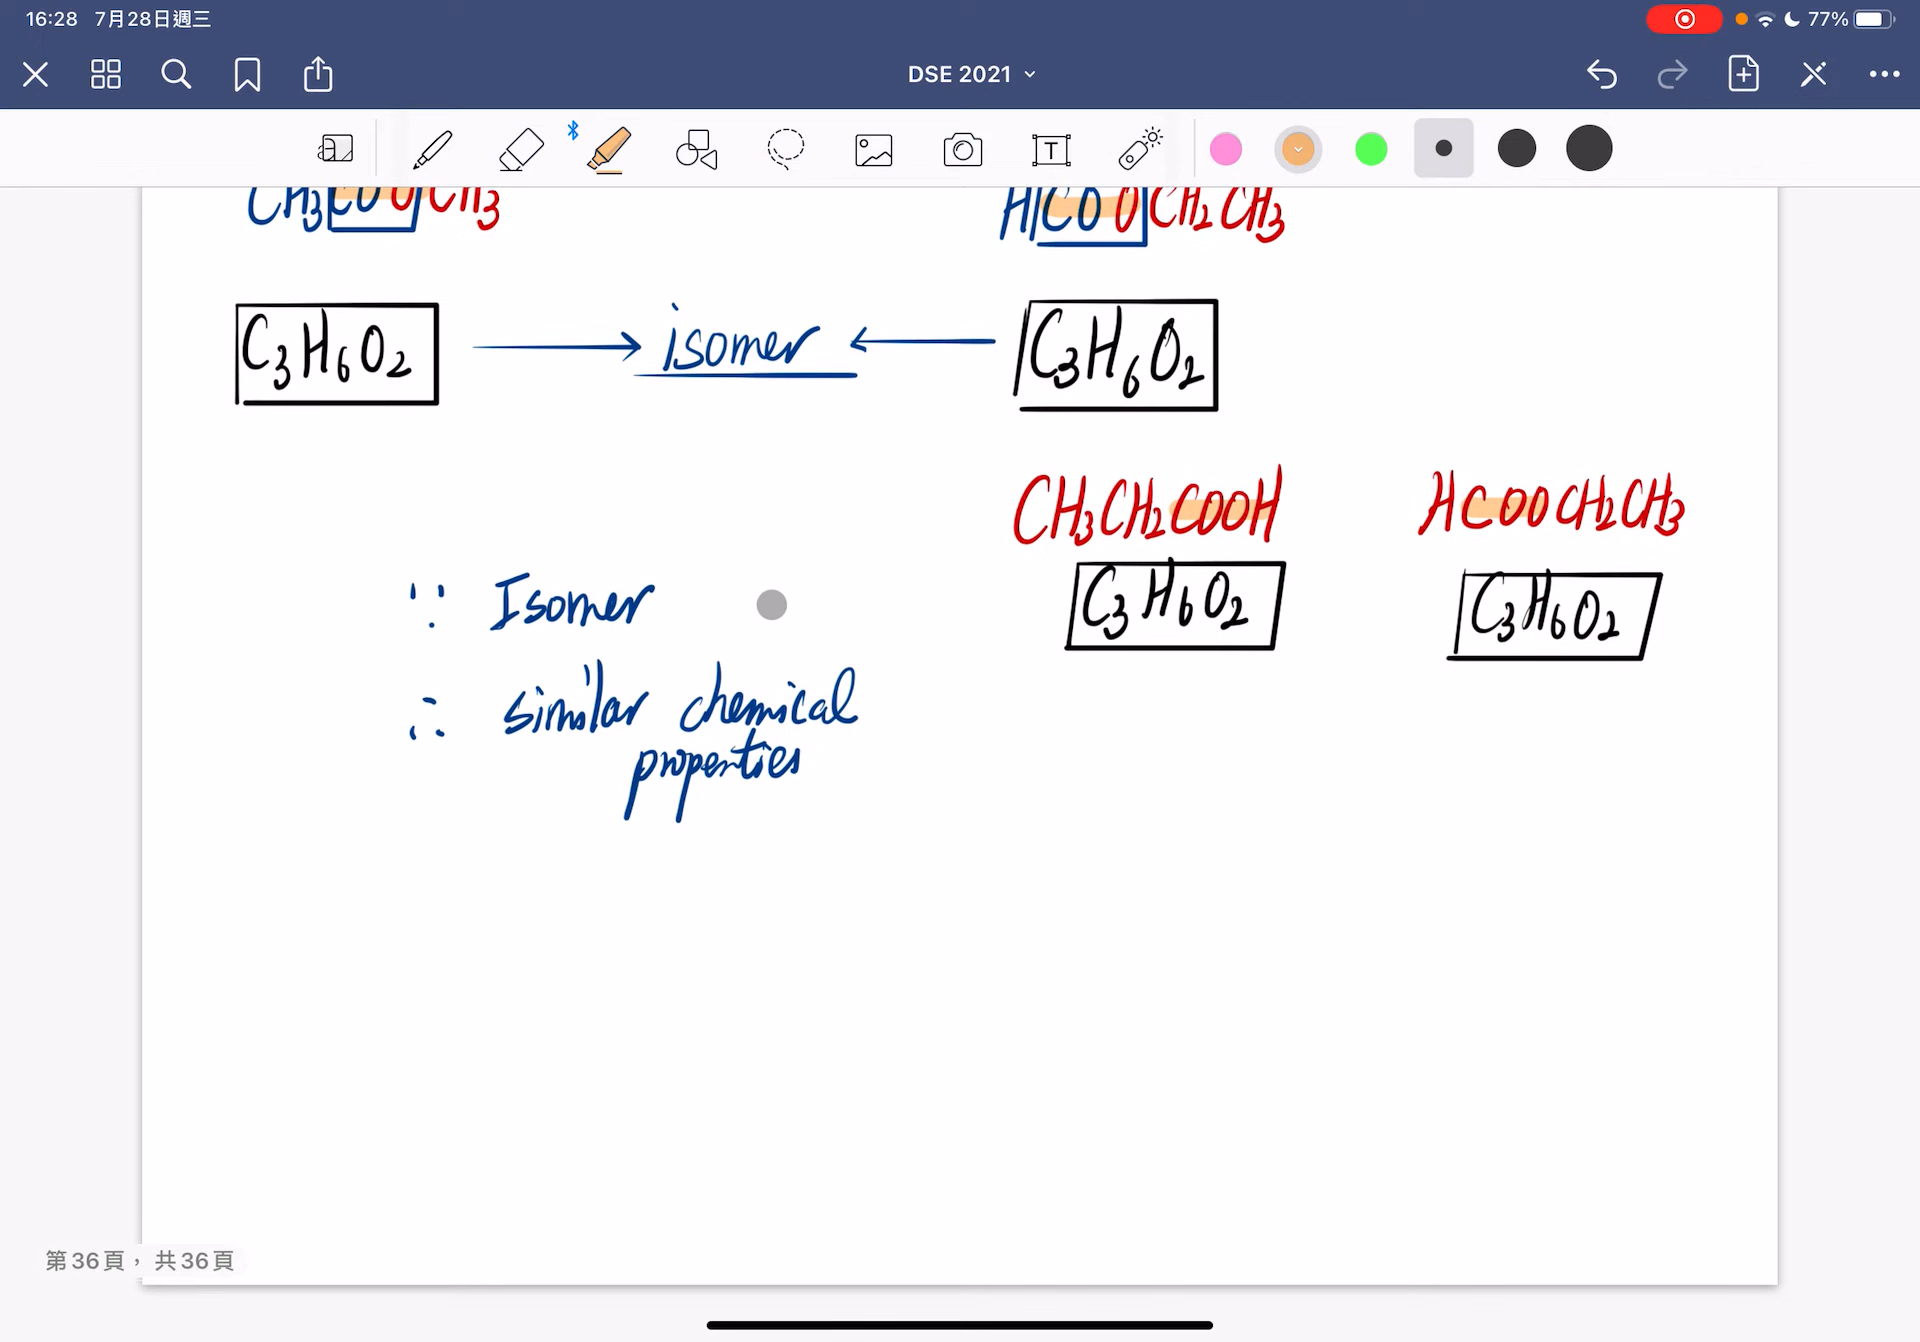 16:28 7月28日週三 77%
DSE 2021
CH₃COOCH₃ HCOOCH₂CH₃
C₃H₆O₂ → isomer ← C₃H₆O₂
CH₃CH₂COOH HCOOCH₂CH₃
C₃H₆O₂ C₃H₆O₂
∵ Isomer
∴ similar chemical
properties
第36頁，共36頁